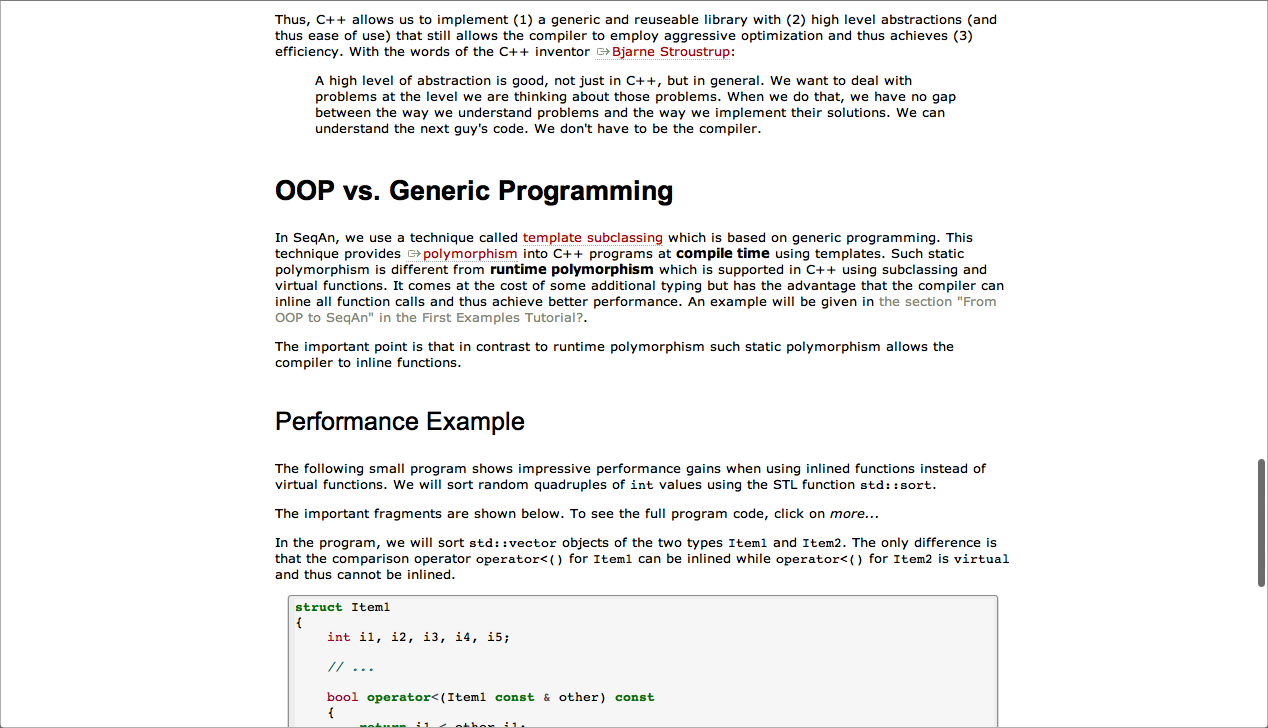 Thus, C++ allows us to implement (1) a generic and reuseable library with (2) high level abstractions (and
thus ease of use) that still allows the compiler to employ aggressive optimization and thus achieves (3)
efficiency. With the words of the C++ inventor Bjarne Stroustrup:
A high level of abstraction is good, not just in C++, but in general. We want to deal with
problems at the level we are thinking about those problems. When we do that, we have no gap
between the way we understand problems and the way we implement their solutions. We can
understand the next guy's code. We don't have to be the compiler.
OOP vs. Generic Programming
In SeqAn, we use a technique called template subclassing which is based on generic programming. This
technique provides polymorphism into C++ programs at compile time using templates. Such static
polymorphism is different from runtime polymorphism which is supported in C++ using subclassing and
virtual functions. It comes at the cost of some additional typing but has the advantage that the compiler can
inline all function calls and thus achieve better performance. An example will be given in the section "From
OOP to SeqAn" in the First Examples Tutorial?.
The important point is that in contrast to runtime polymorphism such static polymorphism allows the
compiler to inline functions.
Performance Example
The following small program shows impressive performance gains when using inlined functions instead of
virtual functions. We will sort random quadruples of int values using the STL function std::sort.
The important fragments are shown below. To see the full program code, click on more...
In the program, we will sort std::vector objects of the two types Item1 and Item2. The only difference is
that the comparison operator operator<() for Item1 can be inlined while operator<() for Item2 is virtual
and thus cannot be inlined.
struct Item1
{
int i1, i2, i3, i4, i5;
// ...
bool operator<(Item1 const & other) const
{
return i1 < other.i1;